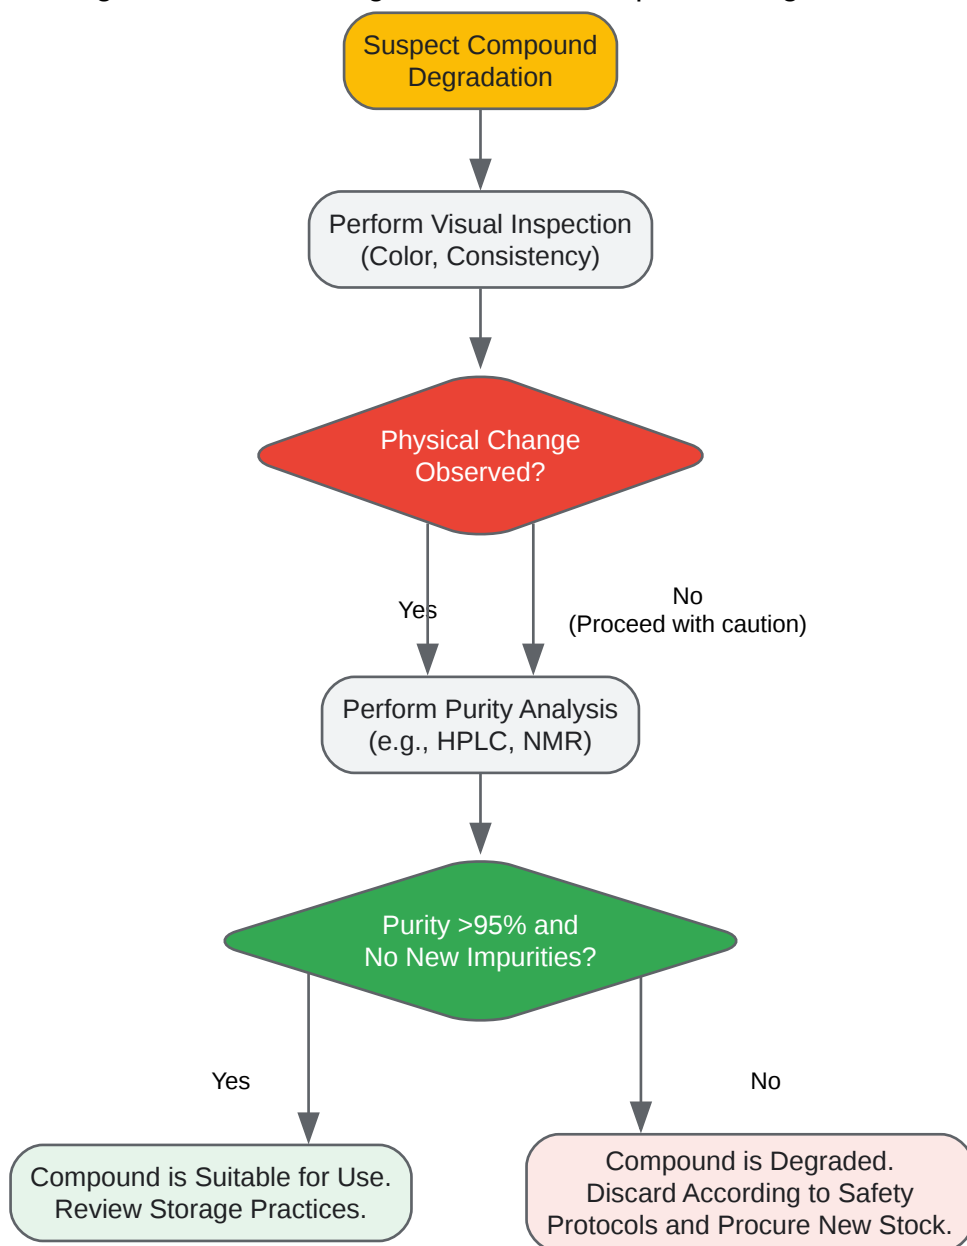 Suspect Compound
Degradation
Perform Visual Inspection
(Color, Consistency)
Physical Change
Observed?
Yes
No
(Proceed with caution)
Perform Purity Analysis
(e.g., HPLC, NMR)
Purity >95% and
No New Impurities?
Yes
No
Compound is Suitable for Use.
Review Storage Practices.
Compound is Degraded.
Discard According to Safety
Protocols and Procure New Stock.